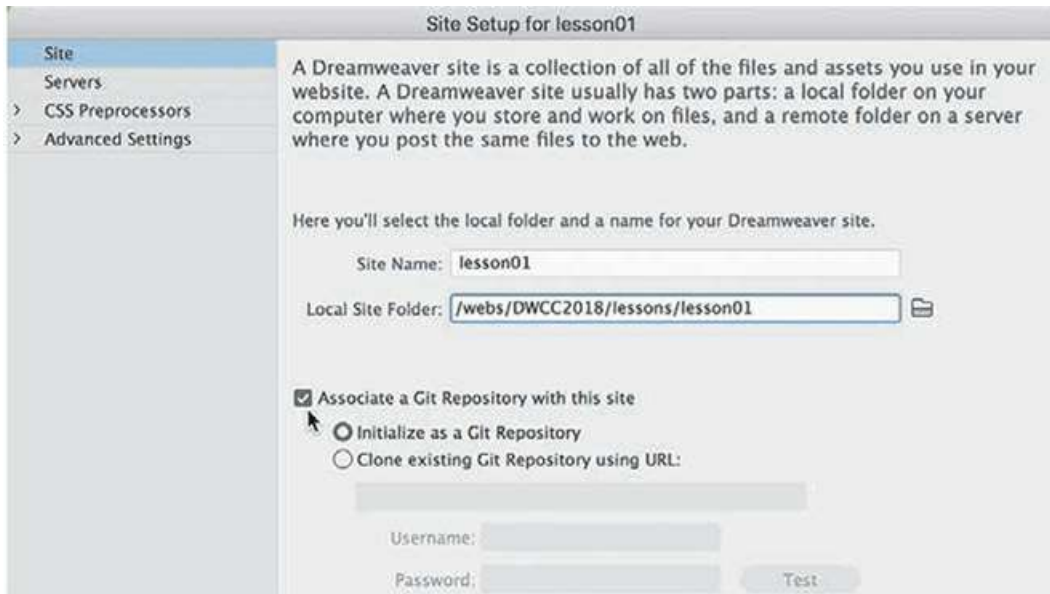 Site Setup for lesson01
Site
Servers
CSS Preprocessors
Advanced Settings
A Dreamweaver site is a collection of all of the files and assets you use in your
website. A Dreamweaver site usually has two parts: a local folder on your
computer where you store and work on files, and a remote folder on a server
where you post the same files to the web.
Here you'll select the local folder and a name for your Dreamweaver site.
Site Name: lesson01
Local Site Folder: /webs/DWCC2018/lessons/lesson01
Associate a Git Repository with this site
Initialize as a Git Repository
Clone existing Git Repository using URL:
Username:
Password:
Test